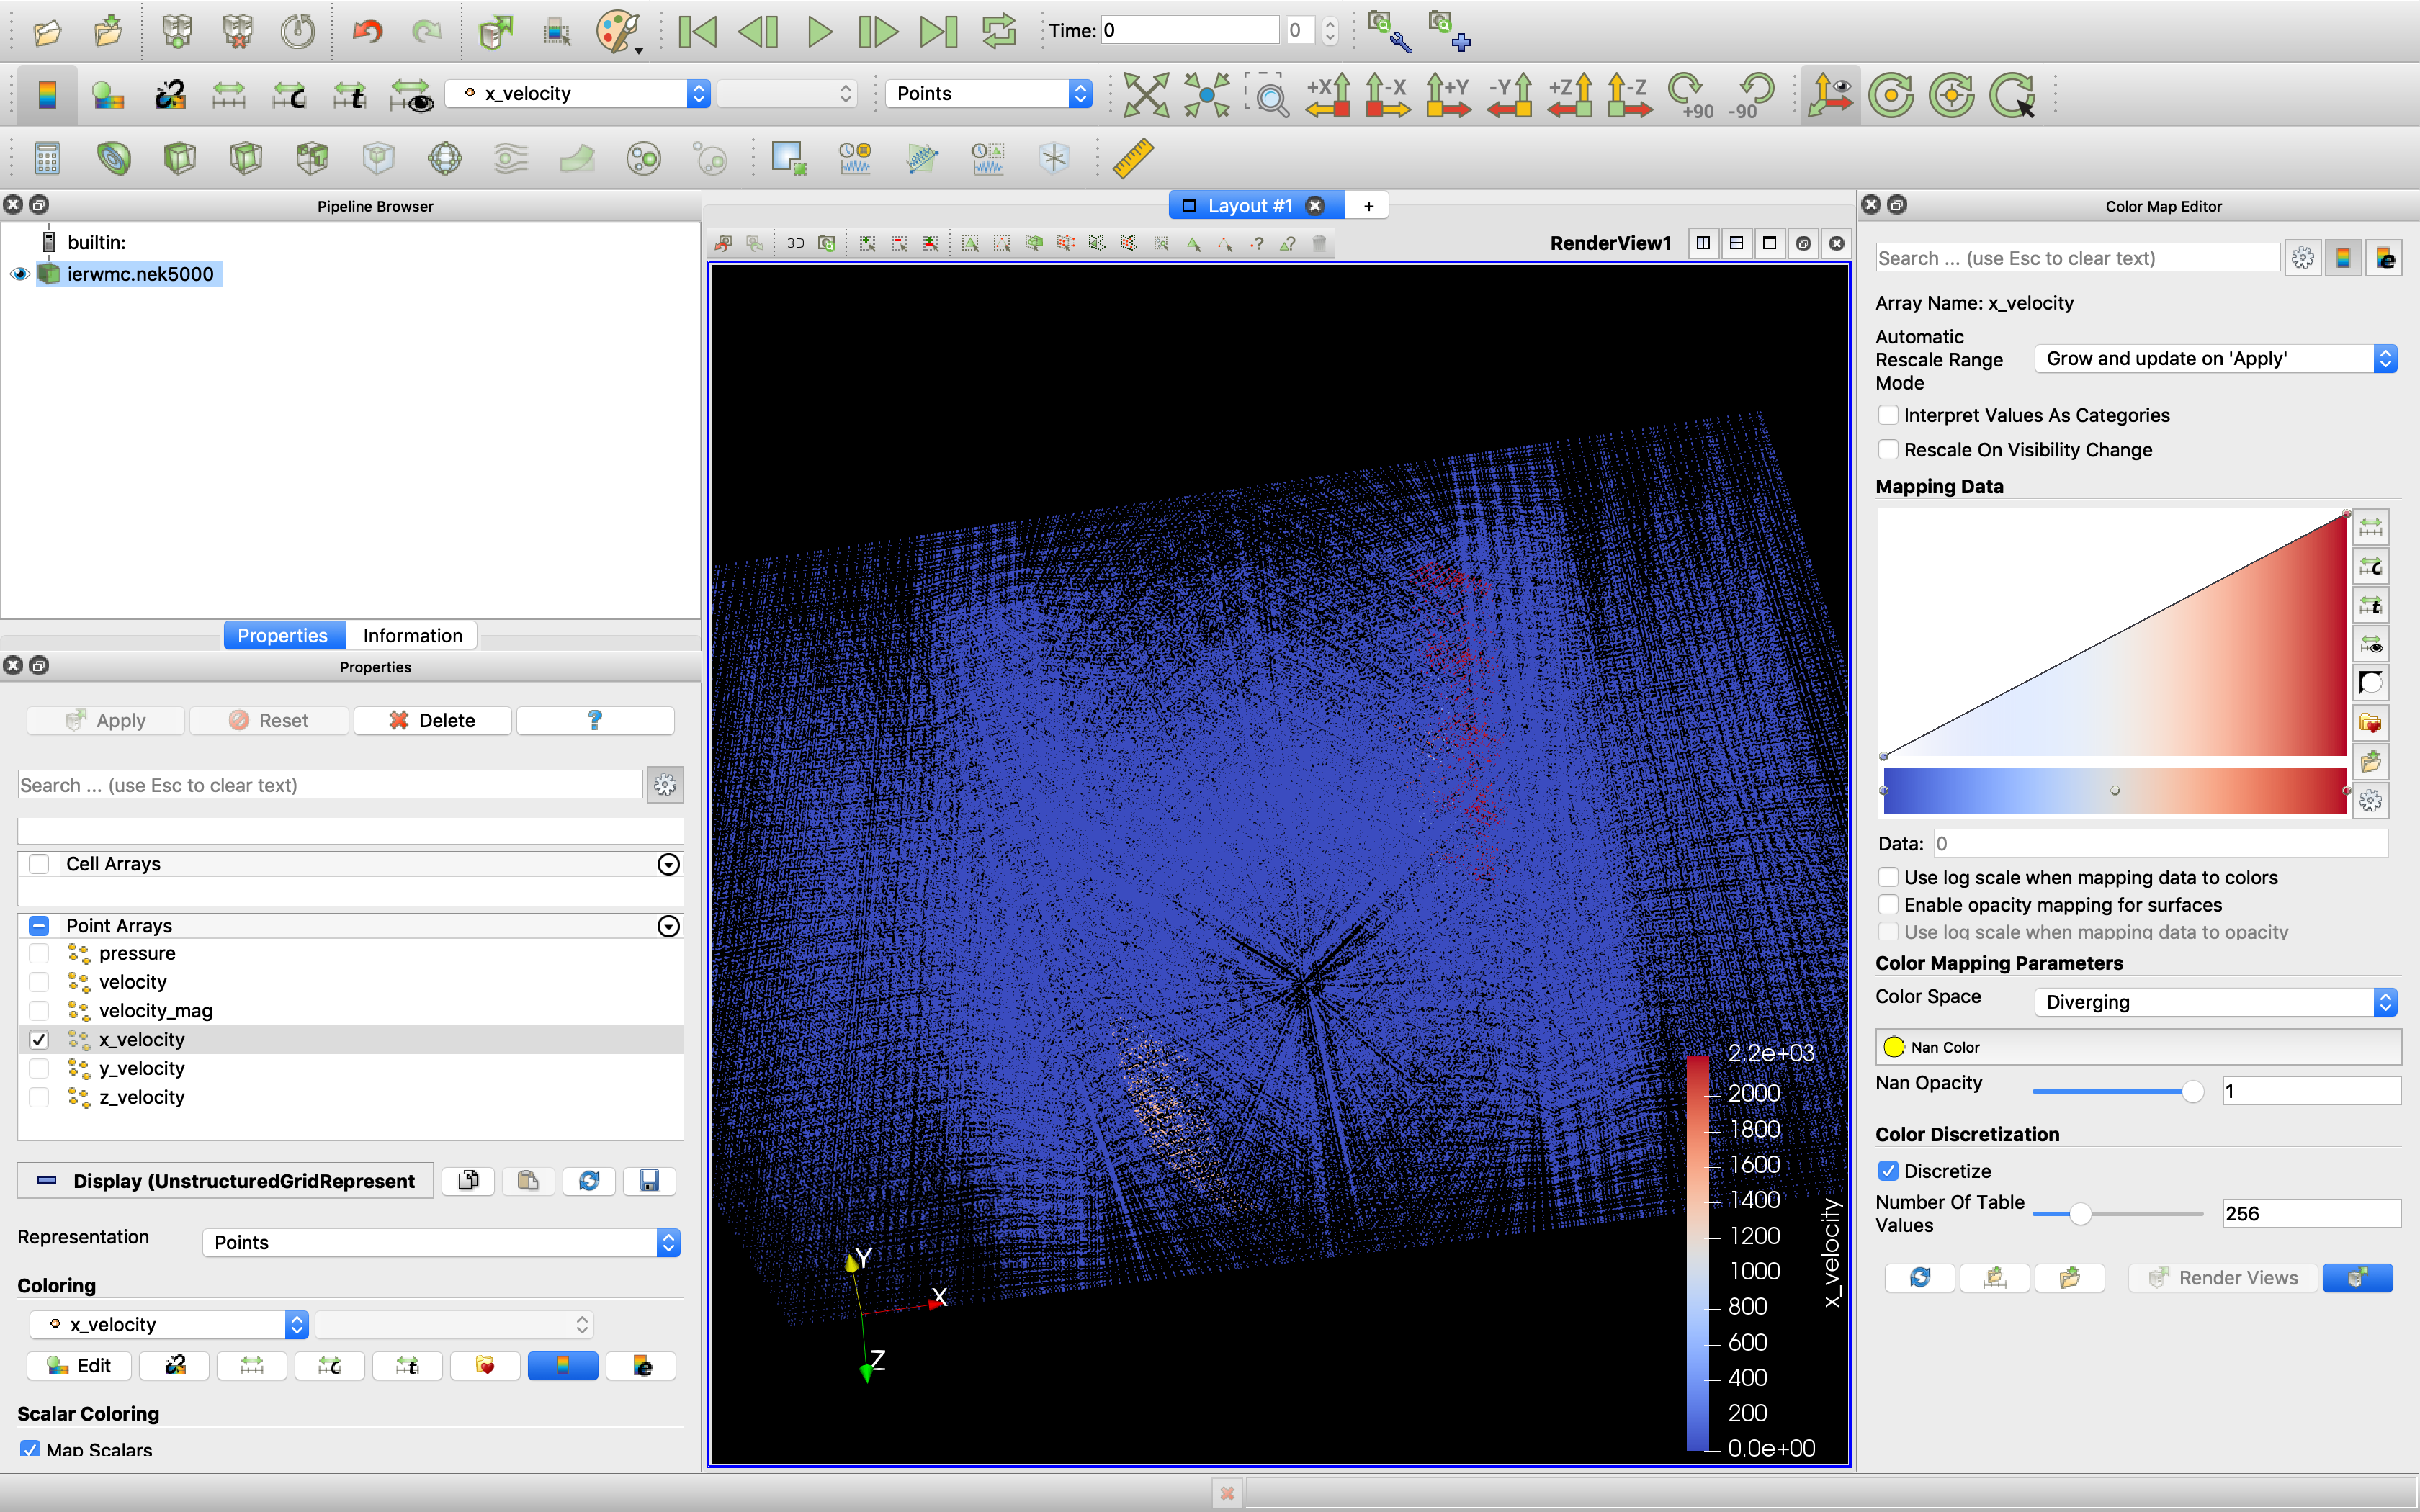 Time: 0 0
x_velocity Points +X -X +Y -Y +Z -Z +90 -90
Pipeline Browser
builtin:
ierwmc.nek5000
Properties Information
Properties
Apply Reset Delete ?
Search ... (use Esc to clear text)
Cell Arrays
Point Arrays
pressure
velocity
velocity_mag
x_velocity
y_velocity
z_velocity
Display (UnstructuredGridRepresent
Representation Points
Coloring
x_velocity
Edit
Scalar Coloring
Map Scalars
Layout #1 +
3D RenderView1
Y
X
Z
2.2e+03
2000
1800
1600
1400
1200
1000
800
600
400
200
0.0e+00
x_velocity
Color Map Editor
Search ... (use Esc to clear text)
Array Name: x_velocity
Automatic
Rescale Range
Mode
Grow and update on 'Apply'
Interpret Values As Categories
Rescale On Visibility Change
Mapping Data
Data: 0
Use log scale when mapping data to colors
Enable opacity mapping for surfaces
Use log scale when mapping data to opacity
Color Mapping Parameters
Color Space Diverging
Nan Color
Nan Opacity 1
Color Discretization
Discretize
Number Of Table
Values
256
Render Views